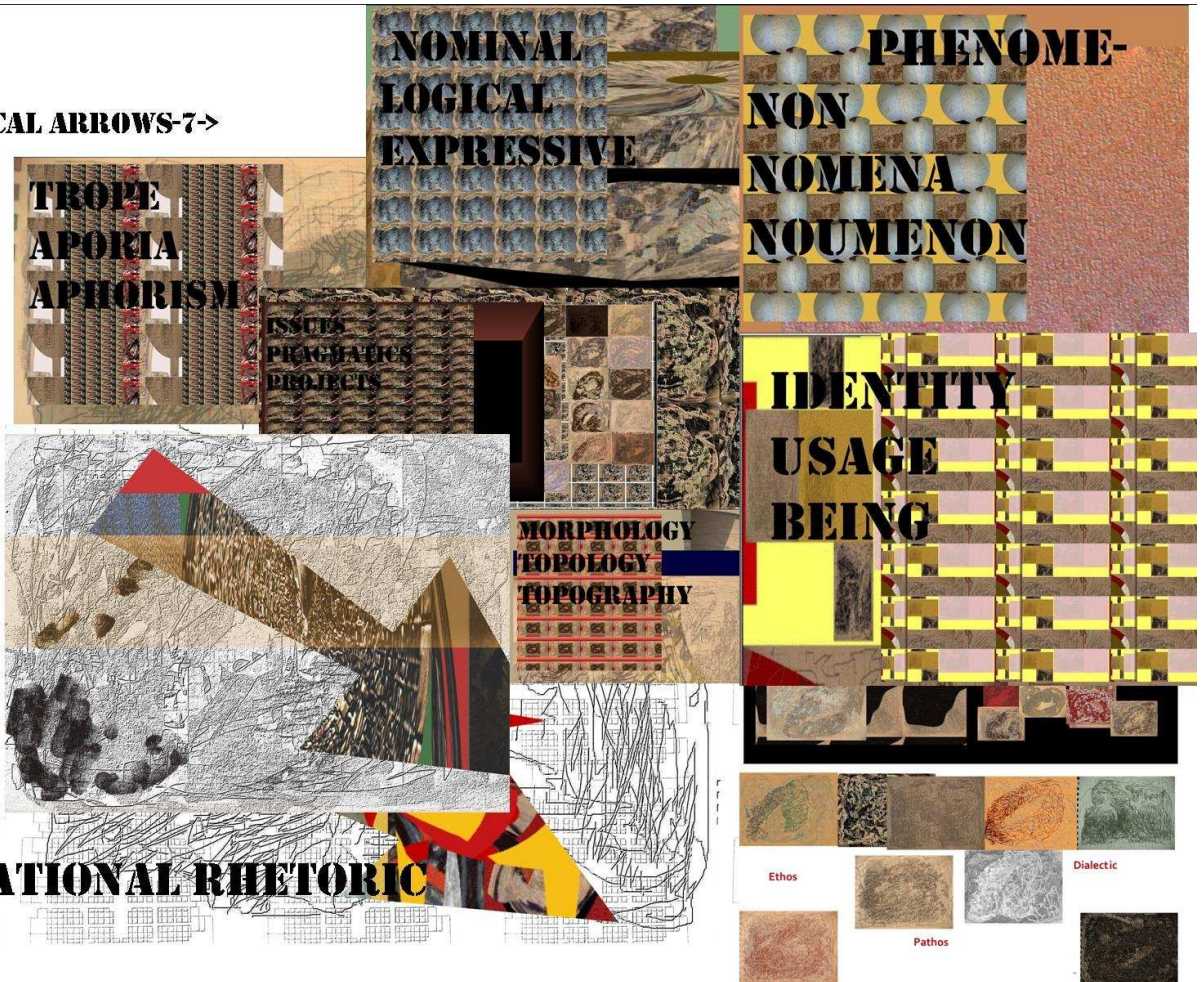 CAL ARROWS-7->
NOMINAL
LOGICAL
EXPRESSIVE
PHENOME-
NON
NOMENA
NOUMENON
TROPE
APORIA
APHORISM
ISSUES
PRAGMATICS
PROJECTS
IDENTITY
USAGE
BEING
MORPHOLOGY
TOPOLOGY
TOPOGRAPHY
ATIONAL RHETORIC
Ethos
Dialectic
Pathos